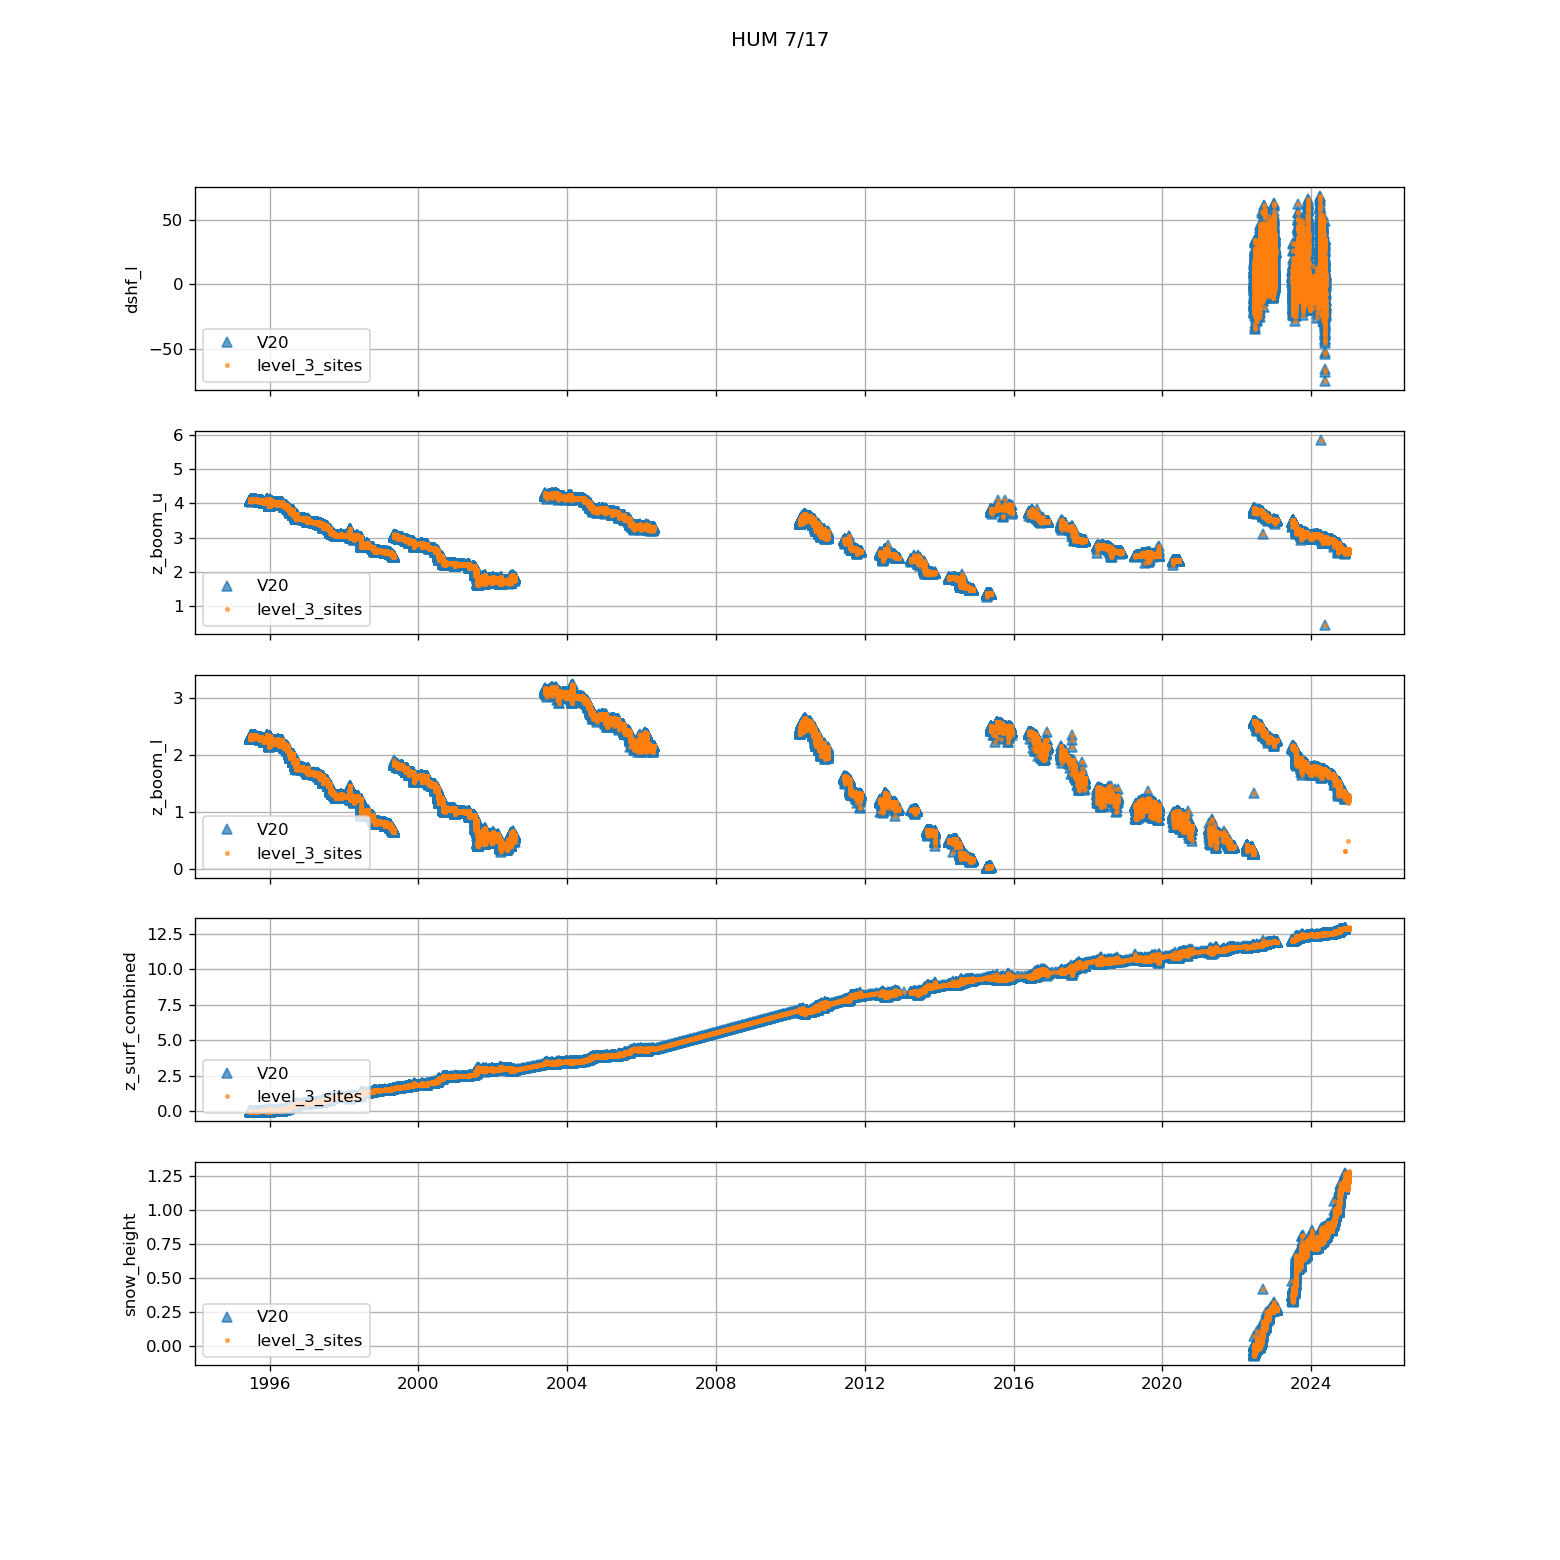 HUM 7/17
50
0
−50
dshf_l
V20
level_3_sites
6
5
4
3
2
1
z_boom_u
V20
level_3_sites
3
2
1
0
z_boom_l
V20
level_3_sites
12.5
10.0
7.5
5.0
2.5
0.0
z_surf_combined
V20
level_3_sites
1.25
1.00
0.75
0.50
0.25
0.00
snow_height
V20
level_3_sites
1996 2000 2004 2008 2012 2016 2020 2024